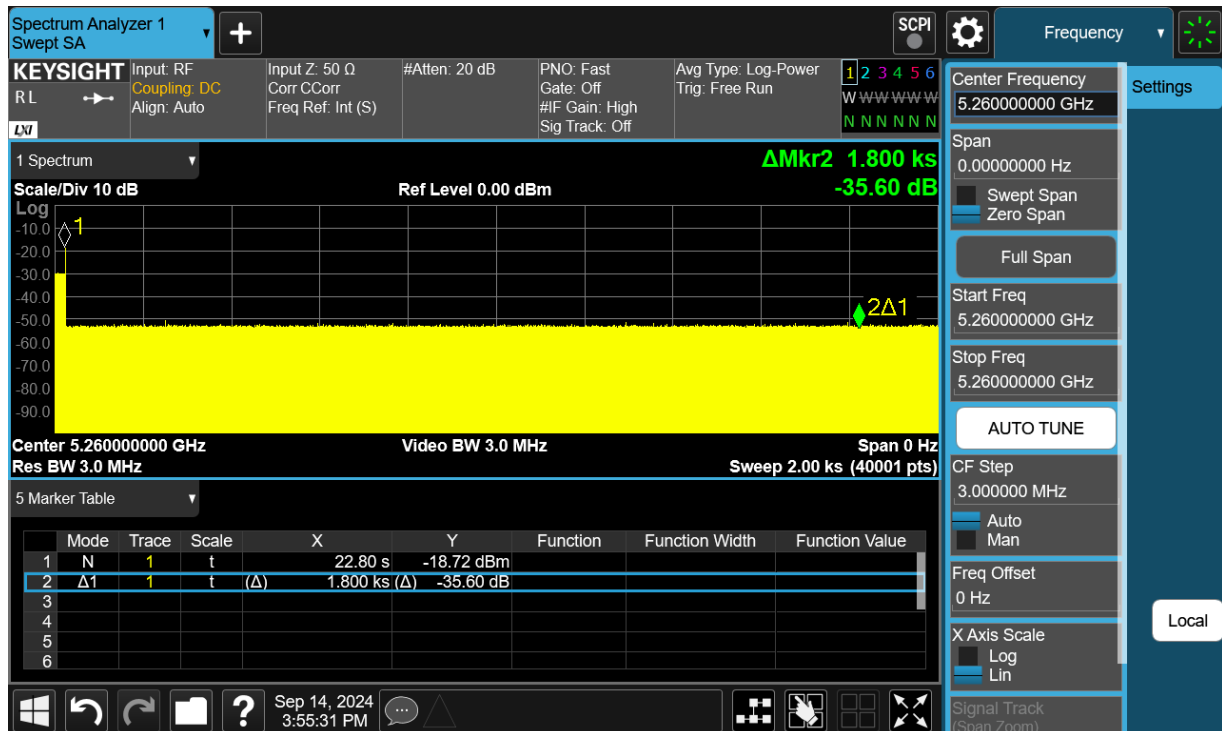 Spectrum Analyzer 1
Swept SA
SCPI
Frequency
KEYSIGHT
RL
LXI
Input: RF
Coupling: DC
Align: Auto
Input Z: 50 Ω
Corr CCorr
Freq Ref: Int (S)
#Atten: 20 dB
PNO: Fast
Gate: Off
#IF Gain: High
Sig Track: Off
Avg Type: Log-Power
Trig: Free Run
1 2 3 4 5 6
W W W W W W
N N N N N N
1 Spectrum
ΔMkr2 1.800 ks
-35.60 dB
Scale/Div 10 dB
Ref Level 0.00 dBm
Log
-10.0
-20.0
-30.0
-40.0
-50.0
-60.0
-70.0
-80.0
-90.0
1
2Δ1
Center 5.260000000 GHz
Video BW 3.0 MHz
Span 0 Hz
Res BW 3.0 MHz
Sweep 2.00 ks (40001 pts)
5 Marker Table
Mode Trace Scale X Y Function Function Width Function Value
1 N 1 t 22.80 s -18.72 dBm
2 Δ1 1 t (Δ) 1.800 ks (Δ) -35.60 dB
3
4
5
6
Sep 14, 2024
3:55:31 PM
Center Frequency
5.260000000 GHz
Span
0.00000000 Hz
Swept Span
Zero Span
Full Span
Start Freq
5.260000000 GHz
Stop Freq
5.260000000 GHz
AUTO TUNE
CF Step
3.000000 MHz
Auto
Man
Freq Offset
0 Hz
X Axis Scale
Log
Lin
Signal Track
(Span Zoom)
Settings
Local